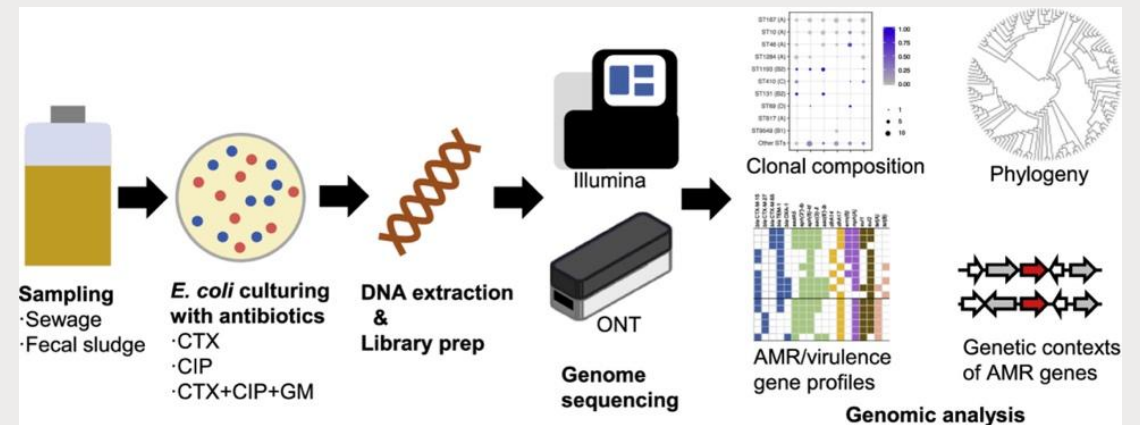 Sampling
·Sewage
·Fecal sludge
E. coli culturing
with antibiotics
·CTX
·CIP
·CTX+CIP+GM
DNA extraction
&
Library prep
Illumina
ONT
Genome
sequencing
ST167 (A)
ST10 (A)
ST48 (A)
ST1284 (A)
ST1193 (B2)
ST410 (C)
ST131 (B2)
ST69 (D)
ST617 (A)
Other STs
1.00
0.75
0.50
0.25
0.00
1
5
10
Clonal composition
Phylogeny
AMR/virulence
gene profiles
Genetic contexts
of AMR genes
Genomic analysis